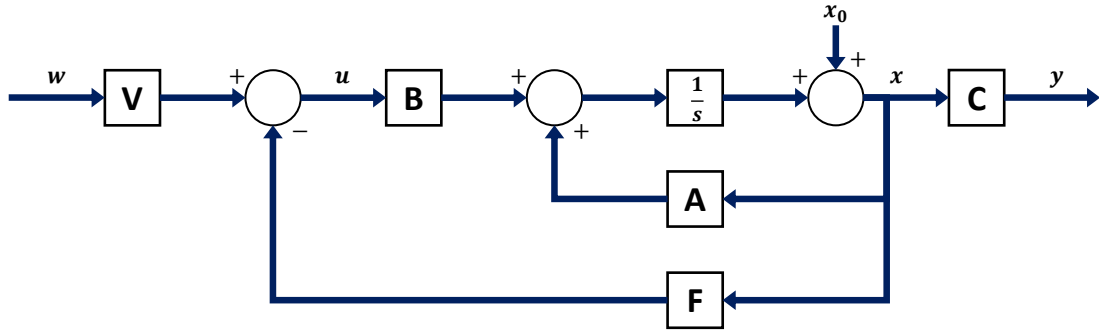 x₀
w
V
+
−
u
B
+
+
1
s
+
+
x
C
y
A
F